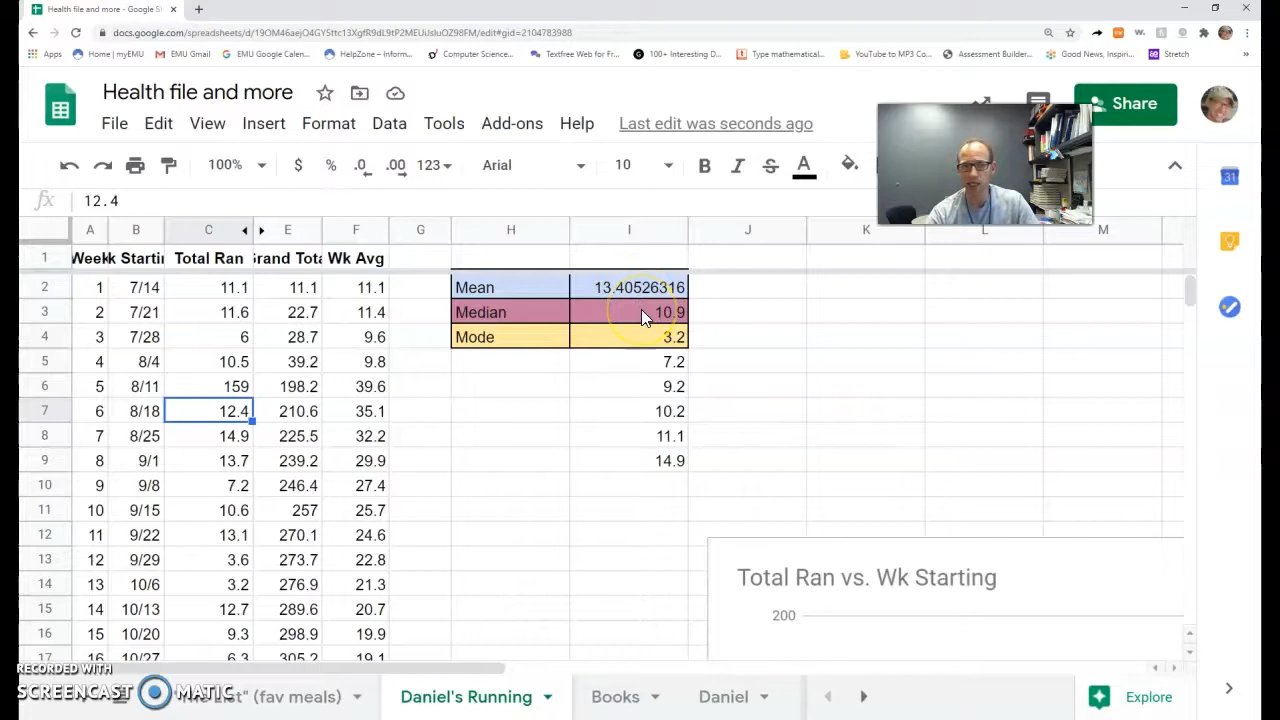 Health file and more - Google S
docs.google.com/spreadsheets/d/19OM46aejO4GY5ttc13XgfR9dL9tP2MEUiJsluOZ98FM/edit#gid=2104783988
Apps Home | myEMU EMU Gmail EMU Google Calen... HelpZone – Inform... Computer Science... Textfree Web for Fr... 100+ Interesting D... Type mathematical... YouTube to MP3 Co... Assessment Builder... Good News, Inspiri... Stretch »
Health file and more
Share
File Edit View Insert Format Data Tools Add-ons Help Last edit was seconds ago
100% $ % .0 .00 123 Arial 10 B I S A
31
fx 12.4
A B C E F G H I J K L M
1 Week k Startin Total Ran Grand Tota Wk Avg
2 1 7/14 11.1 11.1 11.1 Mean 13.40526316
3 2 7/21 11.6 22.7 11.4 Median 10.9
4 3 7/28 6 28.7 9.6 Mode 3.2
5 4 8/4 10.5 39.2 9.8 7.2
6 5 8/11 159 198.2 39.6 9.2
7 6 8/18 12.4 210.6 35.1 10.2
8 7 8/25 14.9 225.5 32.2 11.1
9 8 9/1 13.7 239.2 29.9 14.9
10 9 9/8 7.2 246.4 27.4
11 10 9/15 10.6 257 25.7
12 11 9/22 13.1 270.1 24.6
13 12 9/29 3.6 273.7 22.8
14 13 10/6 3.2 276.9 21.3
15 14 10/13 12.7 289.6 20.7
16 15 10/20 9.3 298.9 19.9
17 16 10/27 6.3 305.2 19.1
Total Ran vs. Wk Starting
200
RECORDED WITH
SCREENCAST MATIC
List" (fav meals) Daniel's Running Books Daniel Explore